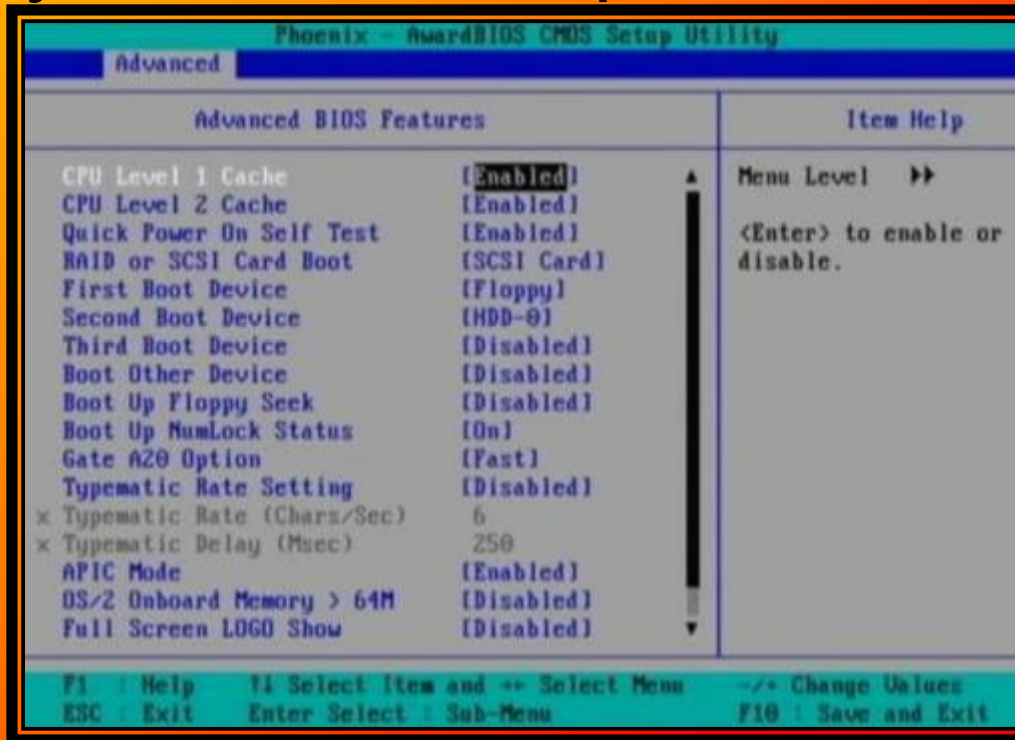 Phoenix - AwardBIOS CMOS Setup Utility
Advanced
Advanced BIOS Features
Item Help
CPU Level 1 Cache [Enabled]
CPU Level 2 Cache [Enabled]
Quick Power On Self Test [Enabled]
RAID or SCSI Card Boot [SCSI Card]
First Boot Device [Floppy]
Second Boot Device [HDD-0]
Third Boot Device [Disabled]
Boot Other Device [Disabled]
Boot Up Floppy Seek [Disabled]
Boot Up NumLock Status [On]
Gate A20 Option [Fast]
Typematic Rate Setting [Disabled]
x Typematic Rate (Chars/Sec) 6
x Typematic Delay (Msec) 250
APIC Mode [Enabled]
OS/2 Onboard Memory > 64M [Disabled]
Full Screen LOGO Show [Disabled]
Menu Level ▸▸
<Enter> to enable or
disable.
F1 : Help ↑↓ Select Item and ←→ Select Menu -/+ Change Values
ESC : Exit Enter Select : Sub-Menu F10 : Save and Exit